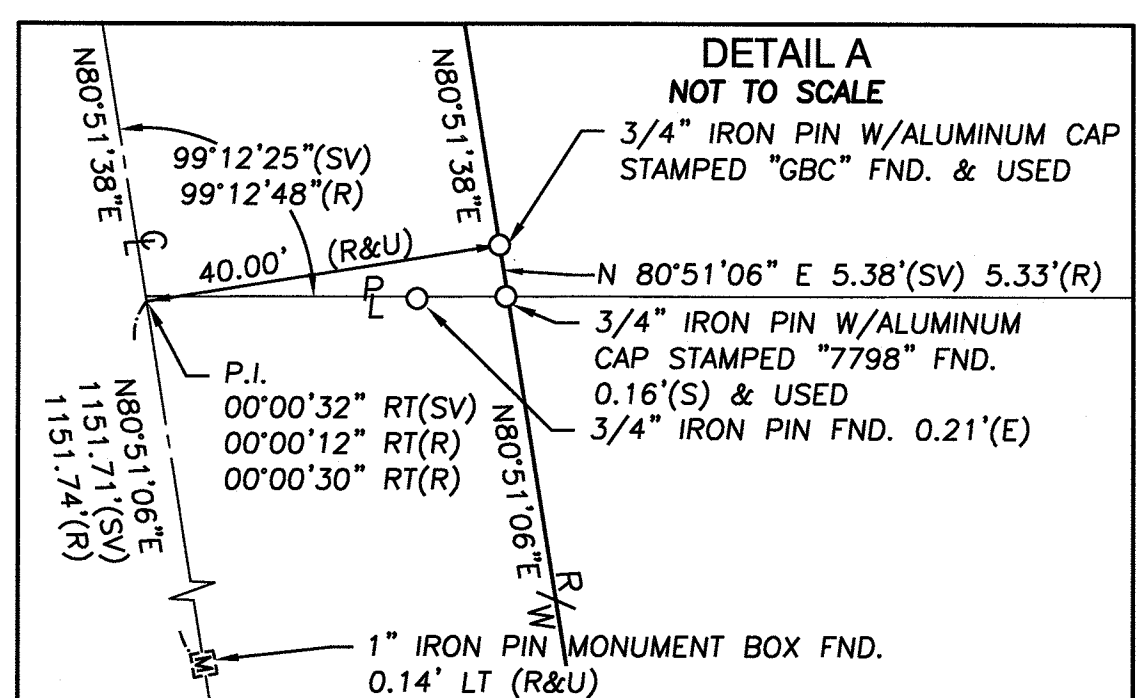 DETAIL A
NOT TO SCALE
N80°51'38"E
99°12'25"(SV)
99°12'48"(R)
N80°51'38"E
3/4" IRON PIN W/ALUMINUM CAP
STAMPED "GBC" FND. & USED
CL
40.00' (R&U)
PL
N 80°51'06" E 5.38'(SV) 5.33'(R)
3/4" IRON PIN W/ALUMINUM
CAP STAMPED "7798" FND.
0.16'(S) & USED
3/4" IRON PIN FND. 0.21'(E)
P.I.
00°00'32" RT(SV)
00°00'12" RT(R)
00°00'30" RT(R)
N80°51'06"E
1151.71'(SV)
1151.74'(R)
N80°51'06"E
R/W
M
1" IRON PIN MONUMENT BOX FND.
0.14' LT (R&U)